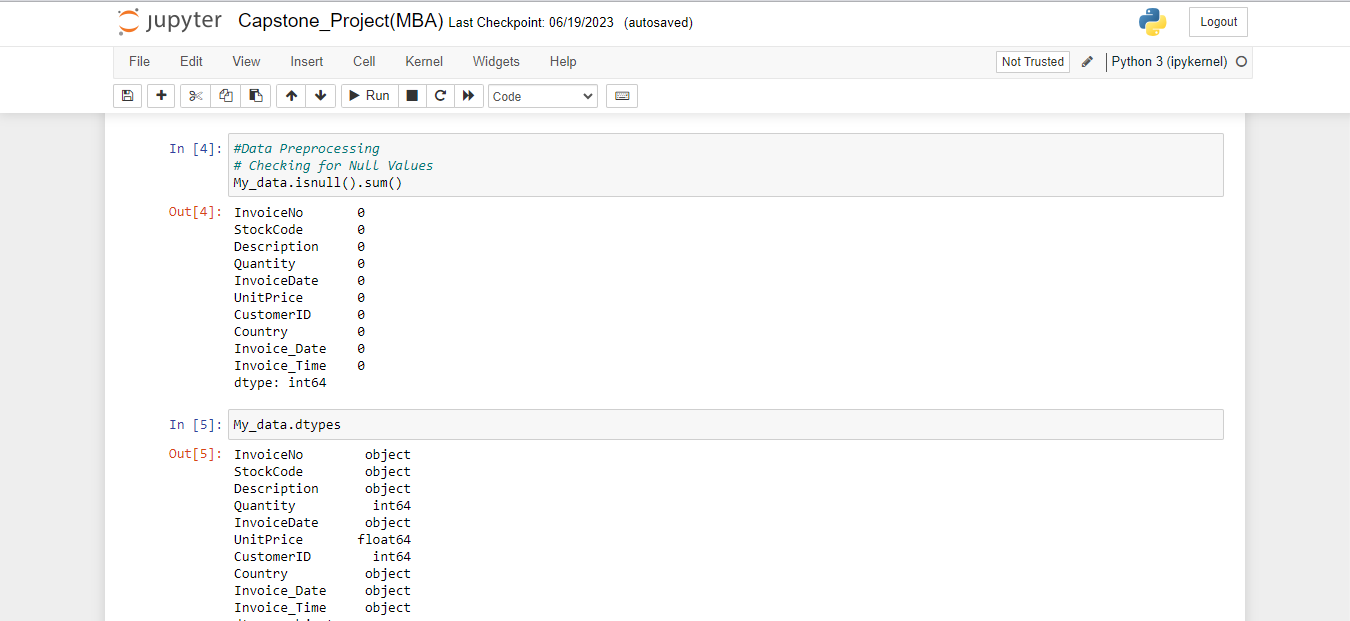 jupyter Capstone_Project(MBA) Last Checkpoint: 06/19/2023 (autosaved) Logout
File Edit View Insert Cell Kernel Widgets Help Not Trusted Python 3 (ipykernel)
Run Code
In [4]: #Data Preprocessing
# Checking for Null Values
My_data.isnull().sum()
Out[4]: InvoiceNo 0
StockCode 0
Description 0
Quantity 0
InvoiceDate 0
UnitPrice 0
CustomerID 0
Country 0
Invoice_Date 0
Invoice_Time 0
dtype: int64
In [5]: My_data.dtypes
Out[5]: InvoiceNo object
StockCode object
Description object
Quantity int64
InvoiceDate object
UnitPrice float64
CustomerID int64
Country object
Invoice_Date object
Invoice_Time object